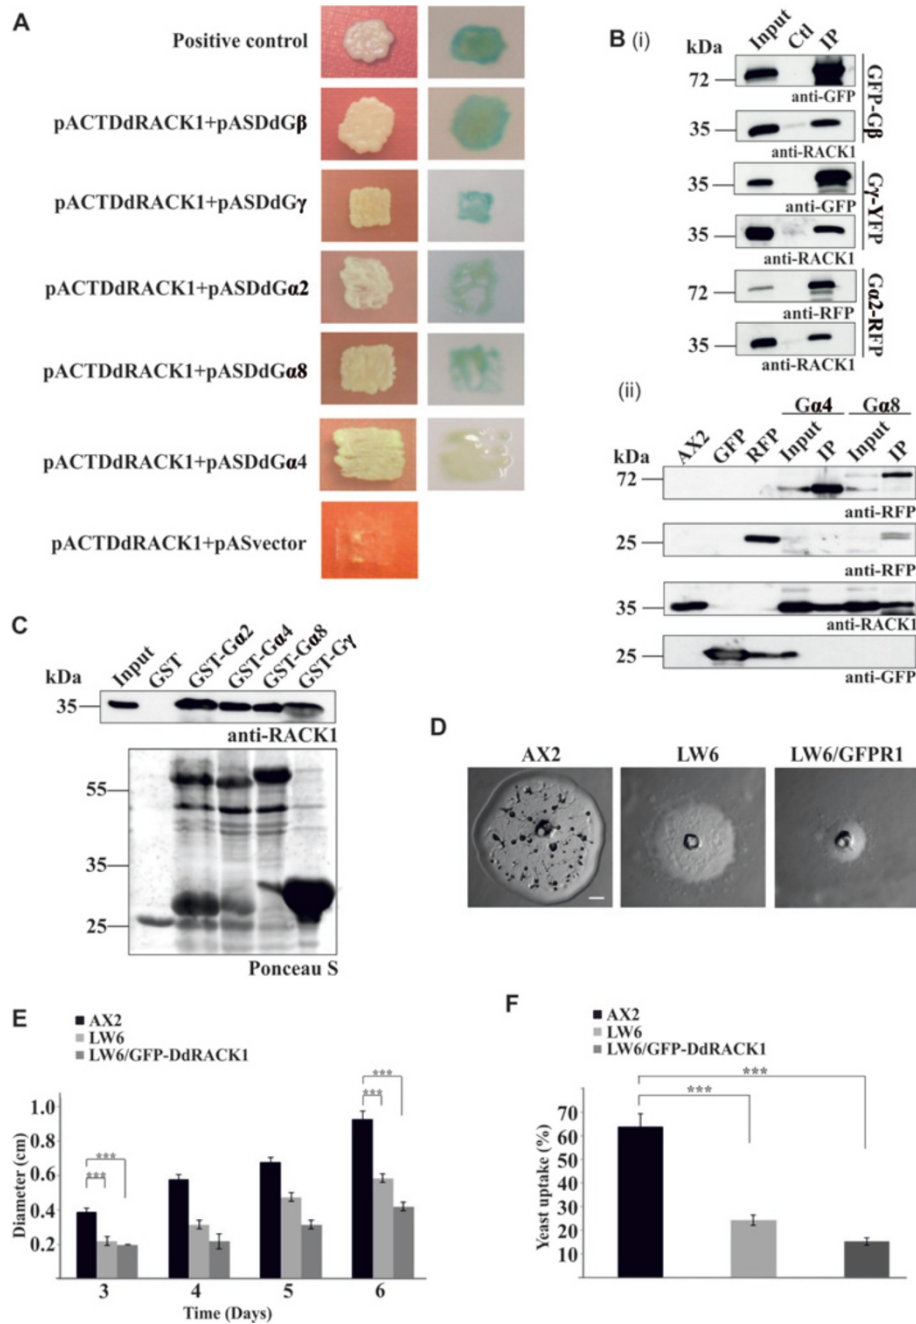 A
Positive control
pACTDdRACK1+pASDdGβ
pACTDdRACK1+pASDdGγ
pACTDdRACK1+pASDdGα2
pACTDdRACK1+pASDdGα8
pACTDdRACK1+pASDdGα4
pACTDdRACK1+pASvector
B (i)
kDa Input Ctl IP
72
anti-GFP
35
anti-RACK1
GFP-Gβ
35
anti-GFP
35
anti-RACK1
Gγ-YFP
72
anti-RFP
35
anti-RACK1
Gα2-RFP
(ii)
Gα4 Gα8
kDa AX2 GFP RFP Input IP Input IP
72
anti-RFP
25
anti-RFP
35
anti-RACK1
25
anti-GFP
C
kDa Input GST GST-Gα2 GST-Gα4 GST-Gα8 GST-Gγ
35
anti-RACK1
55
35
25
Ponceau S
D
AX2 LW6 LW6/GFPR1
E
AX2
LW6
LW6/GFP-DdRACK1
Diameter (cm)
1.0
0.8
0.6
0.4
0.2
*** ***
*** ***
3 4 5 6
Time (Days)
F
AX2
LW6
LW6/GFP-DdRACK1
Yeast uptake (%)
70
60
50
40
30
20
10
***
***